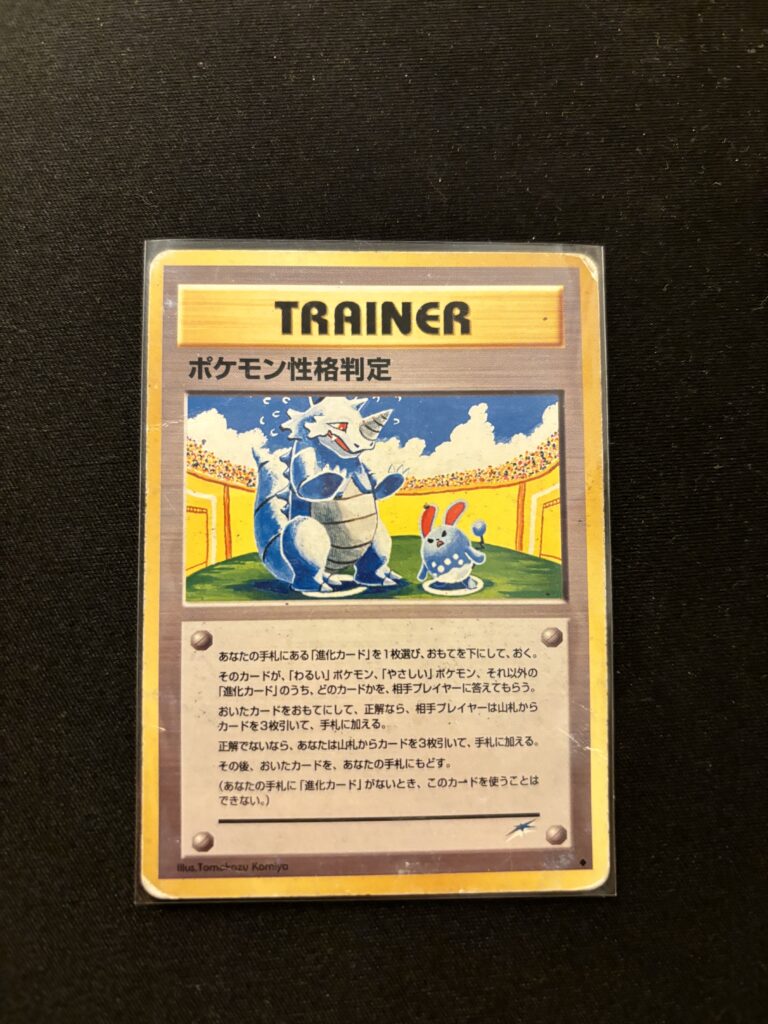 TRAINER
ポケモン性格判定
あなたの手札にある「進化カード」を1枚選び、おもてを下にして、おく。
そのカードが、「わるい」ポケモン、「やさしい」ポケモン、それ以外の
「進化カード」のうち、どのカードかを、相手プレイヤーに答えてもらう。
おいたカードをおもてにして、正解なら、相手プレイヤーは山札から
カードを3枚引いて、手札に加える。
正解でないなら、あなたは山札からカードを3枚引いて、手札に加える。
その後、おいたカードを、あなたの手札にもどす。
(あなたの手札に「進化カード」がないとき、このカードを使うことは
できない。)
Illus.Tomokazu Komiya